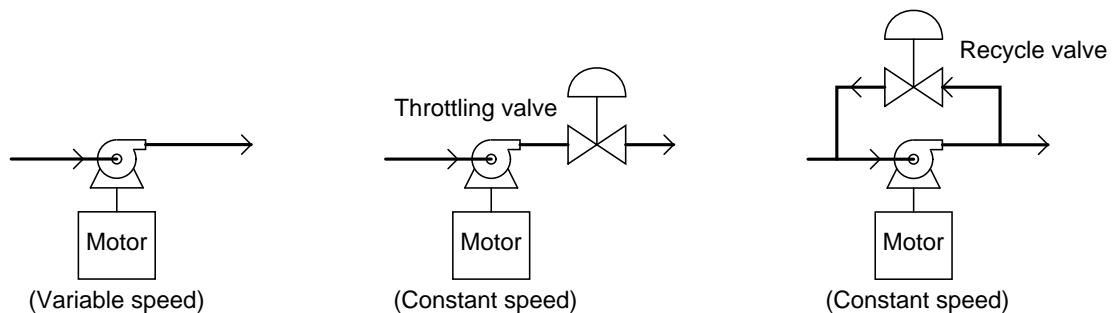 Recycle valve
Throttling valve
Motor
Motor
Motor
(Variable speed)
(Constant speed)
(Constant speed)